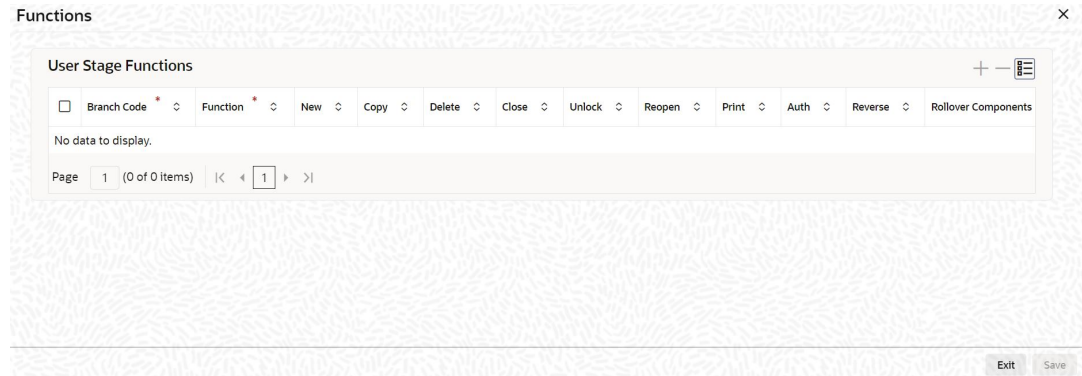 Functions
User Stage Functions
Branch Code * Function * New Copy Delete Close Unlock Reopen Print Auth Reverse Rollover Components
No data to display.
Page 1 (0 of 0 items) 1
Exit Save